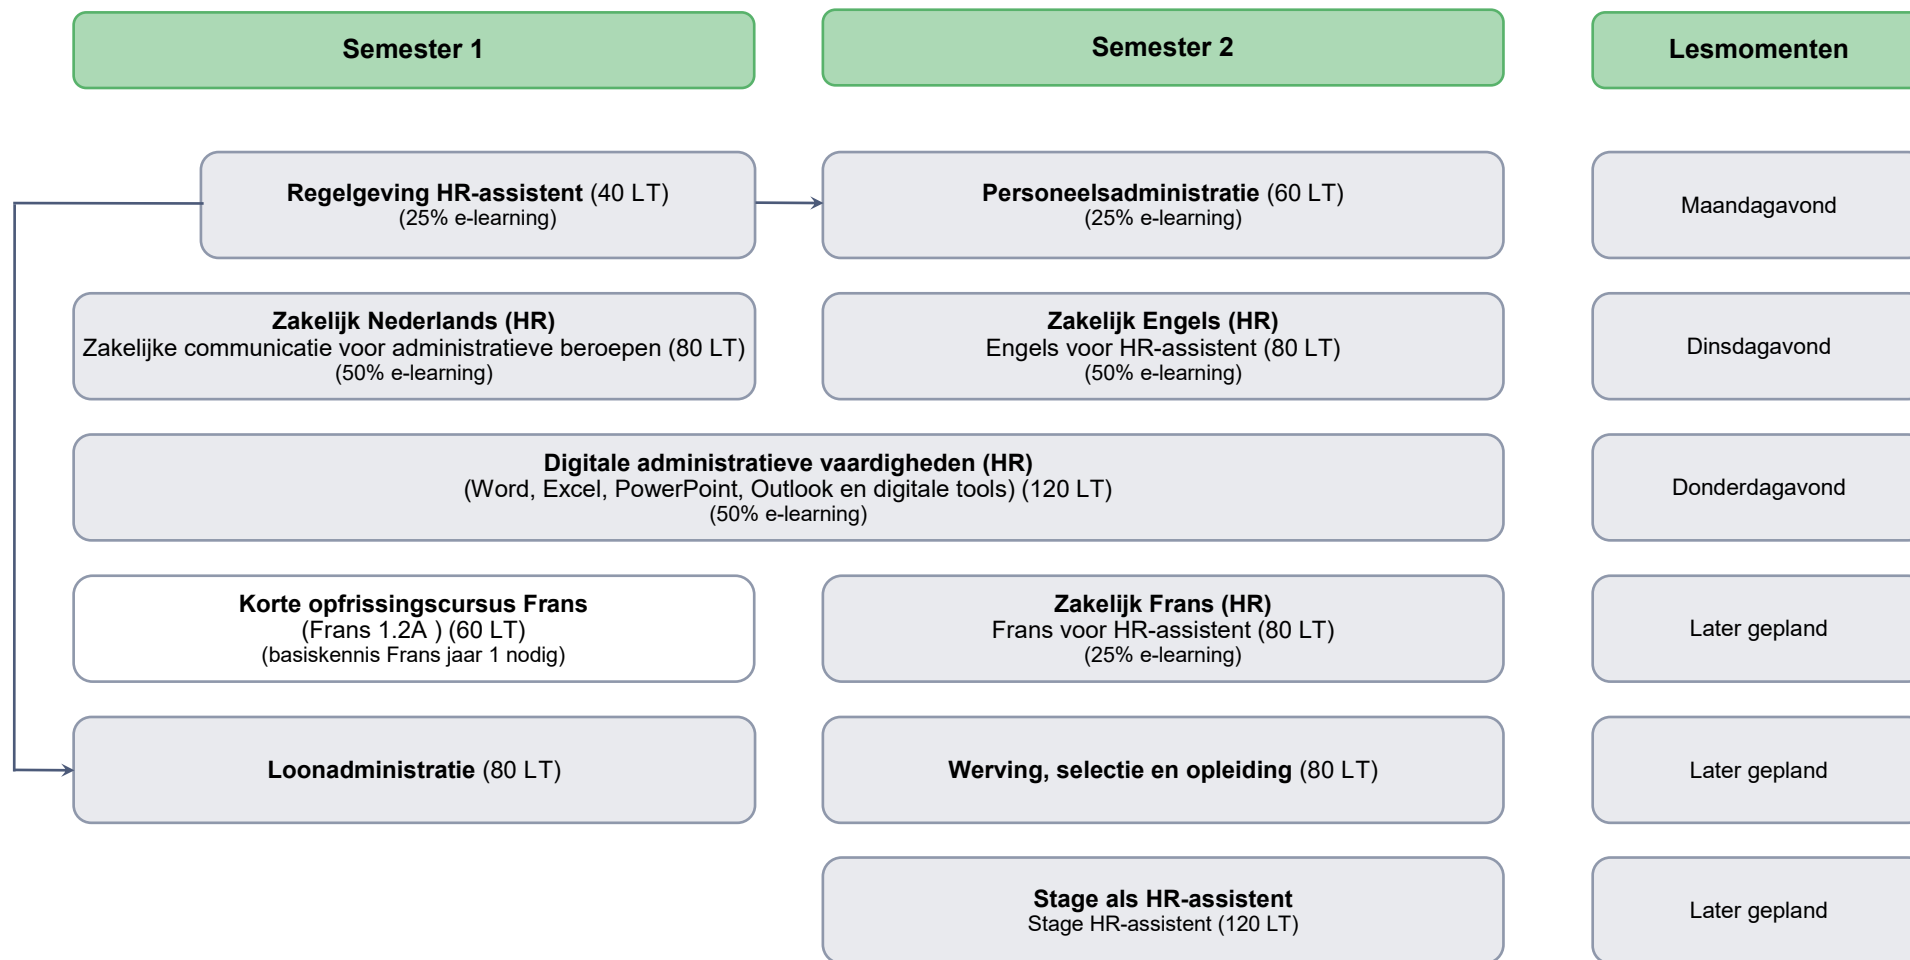 Semester 1
Semester 2
Lesmomenten
Regelgeving HR-assistent (40 LT)
(25% e-learning)
Personeelsadministratie (60 LT)
(25% e-learning)
Maandagavond
Zakelijk Nederlands (HR)
Zakelijke communicatie voor administratieve beroepen (80 LT)
(50% e-learning)
Zakelijk Engels (HR)
Engels voor HR-assistent (80 LT)
(50% e-learning)
Dinsdagavond
Digitale administratieve vaardigheden (HR)
(Word, Excel, PowerPoint, Outlook en digitale tools) (120 LT)
(50% e-learning)
Donderdagavond
Korte opfrissingscursus Frans
(Frans 1.2A ) (60 LT)
(basiskennis Frans jaar 1 nodig)
Zakelijk Frans (HR)
Frans voor HR-assistent (80 LT)
(25% e-learning)
Later gepland
Loonadministratie (80 LT)
Werving, selectie en opleiding (80 LT)
Later gepland
Stage als HR-assistent
Stage HR-assistent (120 LT)
Later gepland